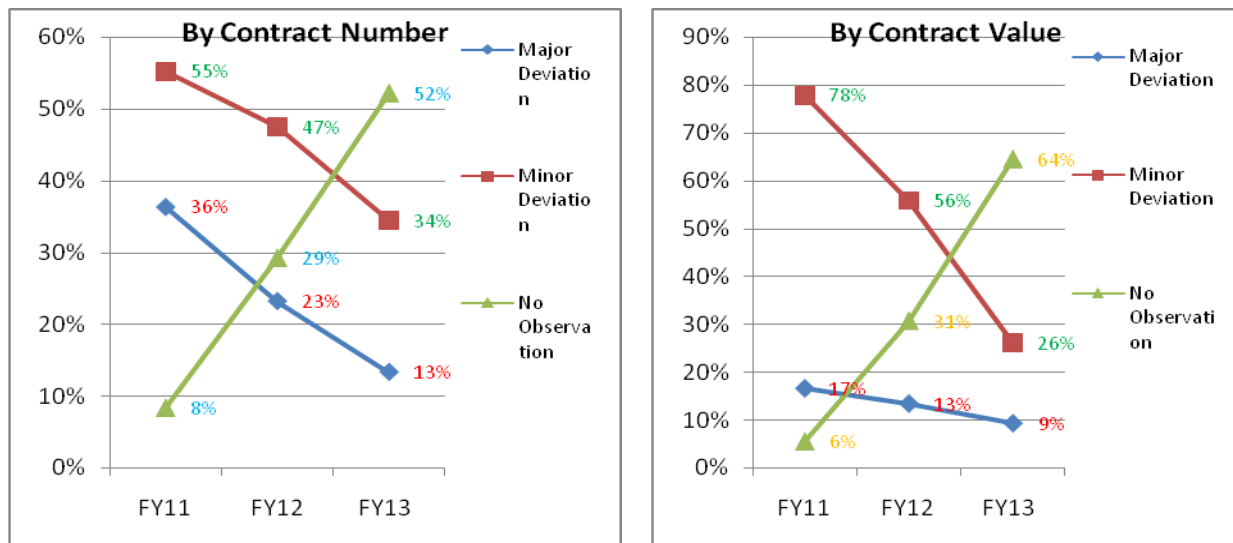 By Contract Number
60%
50%
40%
30%
20%
10%
0%
55%
47%
34%
36%
23%
13%
8%
29%
52%
FY11 FY12 FY13
Major
Deviatio
n
Minor
Deviatio
n
No
Observa
tion
By Contract Value
90%
80%
70%
60%
50%
40%
30%
20%
10%
0%
78%
56%
26%
17%
13%
9%
6%
31%
64%
FY11 FY12 FY13
Major
Deviation
Minor
Deviation
No
Observati
on